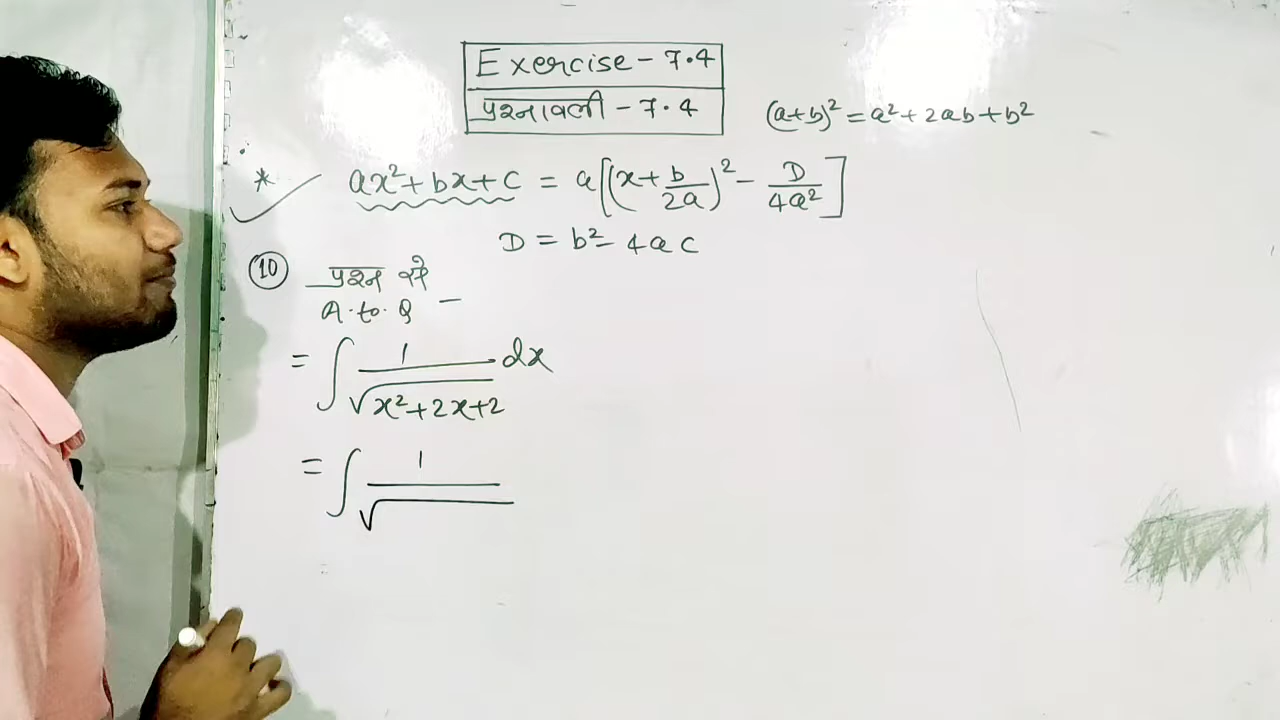 Exercise - 7.4
प्रश्नावली - 7.4
(a+b)² = a² + 2ab + b²
* ax² + bx + c = a[(x + b/2a)² - D/4a²]
D = b² - 4ac
(10) प्रश्न से
A.to.Q -
= ∫ 1/√(x²+2x+2) dx
= ∫ 1/√